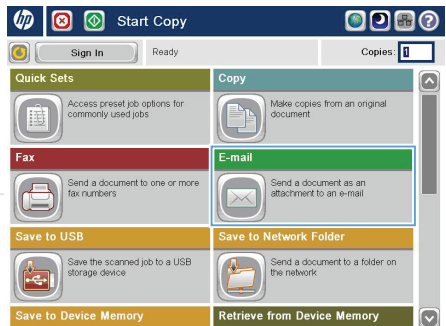 hp Start Copy
Sign In Ready Copies: 1
Quick Sets
Access preset job options for
commonly used jobs
Copy
Make copies from an original
document
Fax
Send a document to one or more
fax numbers
E-mail
Send a document as an
attachment to an e-mail
Save to USB
Save the scanned job to a USB
storage device
Save to Network Folder
Send a document to a folder on
the network
Save to Device Memory
Retrieve from Device Memory